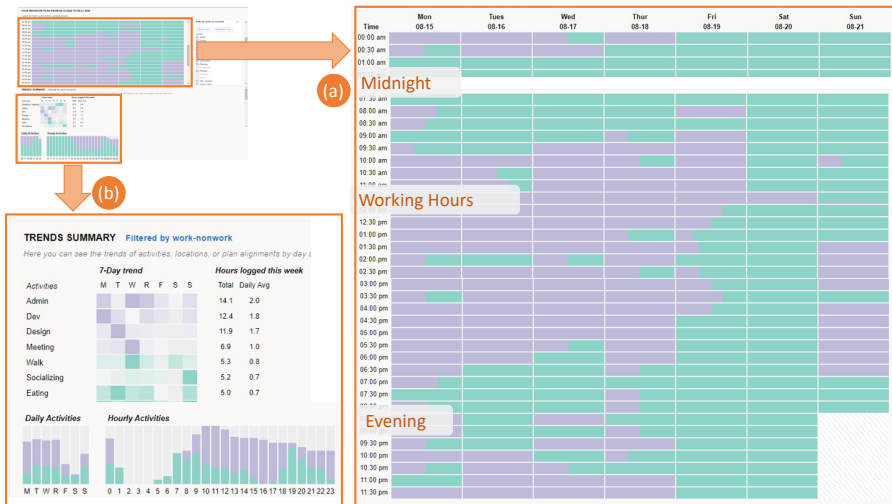 (a)
(b)
Mon Tues Wed Thur Fri Sat Sun
Time 08-15 08-16 08-17 08-18 08-19 08-20 08-21
00:00 am
00:30 am
01:00 am
Midnight
07:30 am
08:00 am
08:30 am
09:00 am
09:30 am
10:00 am
10:30 am
11:00 am
Working Hours
12:30 pm
01:00 pm
01:30 pm
02:00 pm
02:30 pm
03:00 pm
03:30 pm
04:00 pm
04:30 pm
05:00 pm
05:30 pm
06:00 pm
06:30 pm
07:00 pm
07:30 pm
Evening
09:30 pm
10:00 pm
10:30 pm
11:00 pm
11:30 pm
TRENDS SUMMARY Filtered by work-nonwork
Here you can see the trends of activities, locations, or plan alignments by day
7-Day trend Hours logged this week
Activities M T W R F S S Total Daily Avg
Admin 14.1 2.0
Dev 12.4 1.8
Design 11.9 1.7
Meeting 6.9 1.0
Walk 5.3 0.8
Socializing 5.2 0.7
Eating 5.0 0.7
Daily Activities Hourly Activities
M T W R F S S 0 1 2 3 4 5 6 7 8 9 10 11 12 13 14 15 16 17 18 19 20 21 22 23